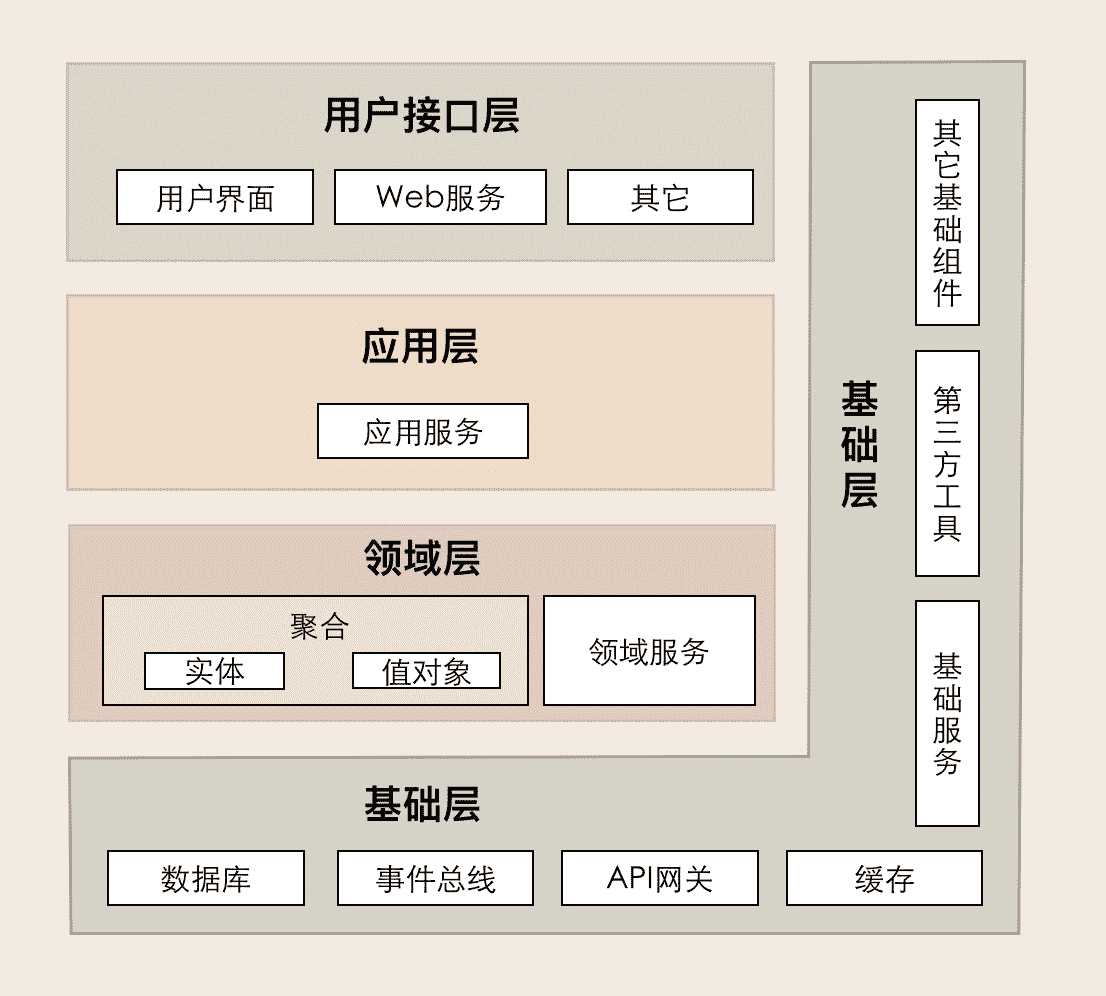 用户接口层
用户界面
Web服务
其它
应用层
应用服务
领域层
聚合
实体
值对象
领域服务
基础层
其它基础组件
第三方工具
基础服务
基础层
数据库
事件总线
API网关
缓存